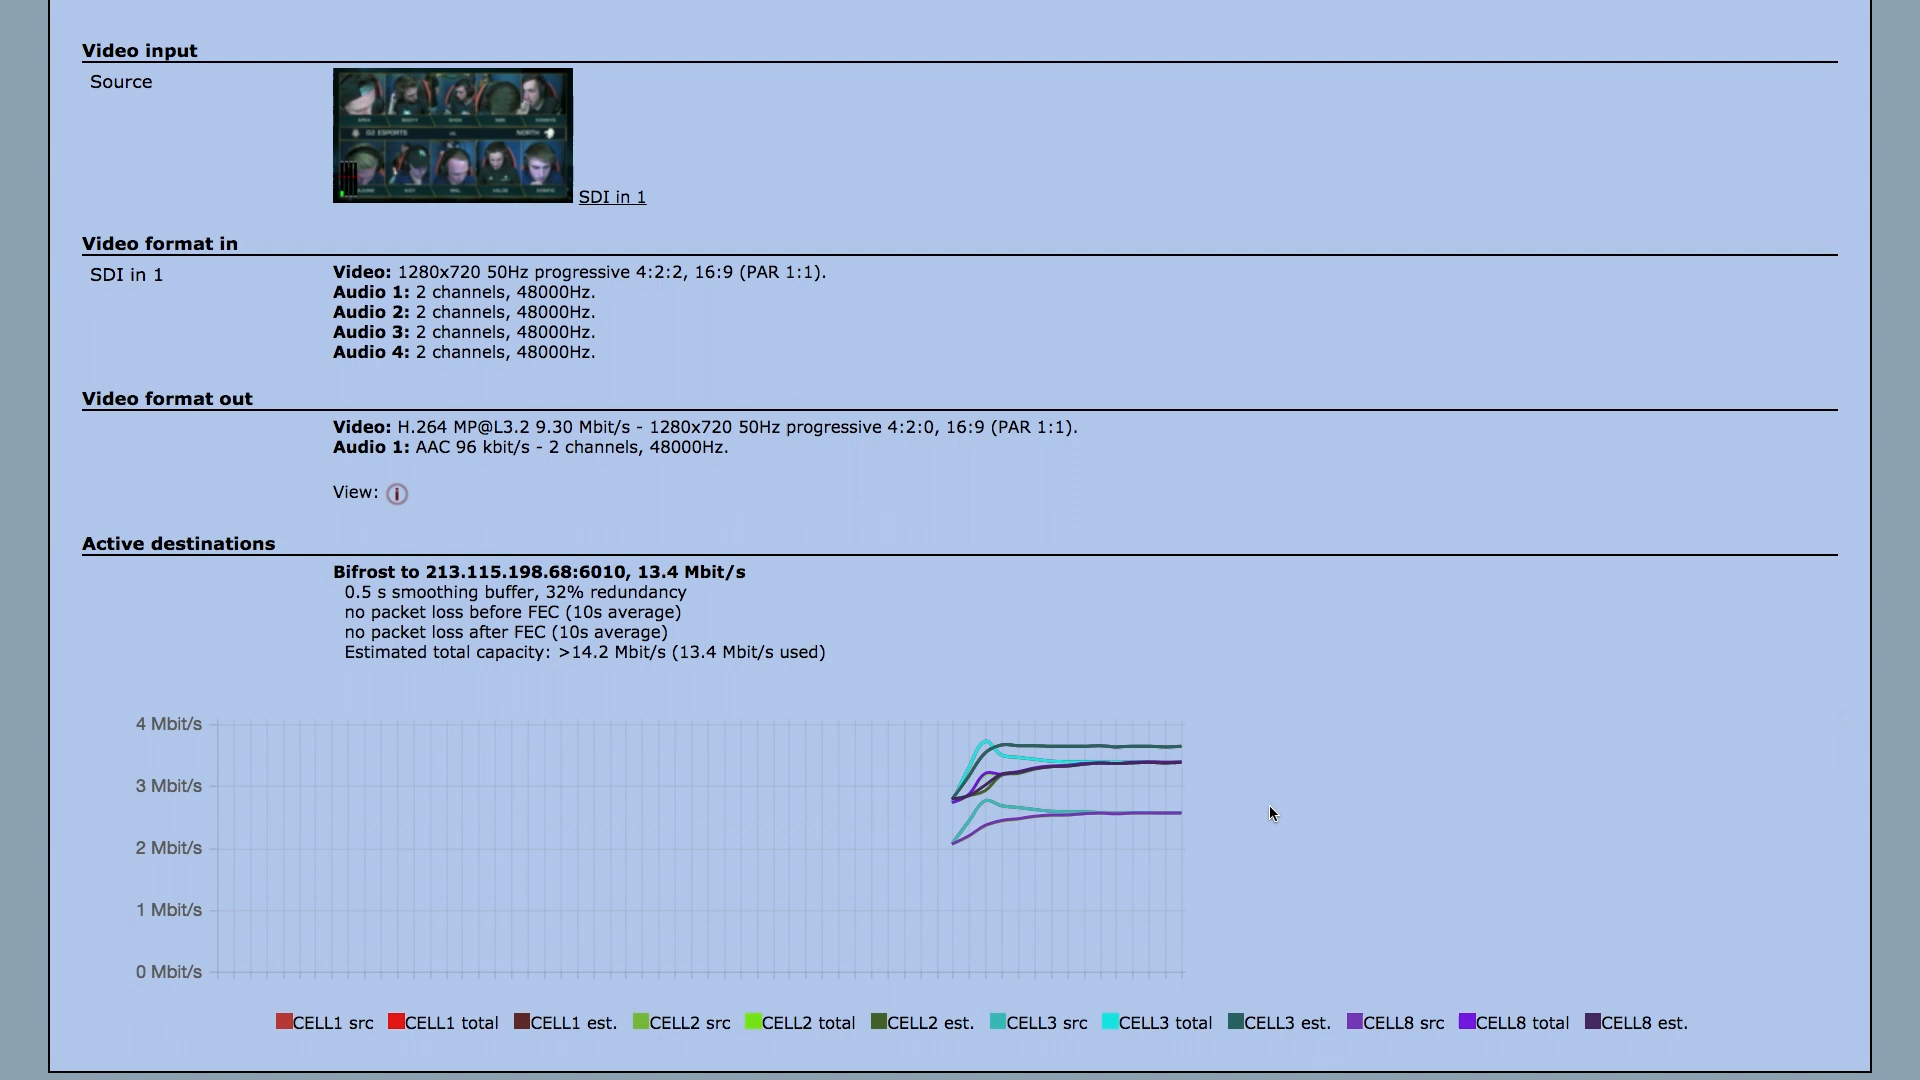 Video input
Source
G2 ESPORTS
NORTH
SDI in 1
Video format in
SDI in 1
Video: 1280x720 50Hz progressive 4:2:2, 16:9 (PAR 1:1).
Audio 1: 2 channels, 48000Hz.
Audio 2: 2 channels, 48000Hz.
Audio 3: 2 channels, 48000Hz.
Audio 4: 2 channels, 48000Hz.
Video format out
Video: H.264 MP@L3.2 9.30 Mbit/s - 1280x720 50Hz progressive 4:2:0, 16:9 (PAR 1:1).
Audio 1: AAC 96 kbit/s - 2 channels, 48000Hz.
View:
Active destinations
Bifrost to 213.115.198.68:6010, 13.4 Mbit/s
0.5 s smoothing buffer, 32% redundancy
no packet loss before FEC (10s average)
no packet loss after FEC (10s average)
Estimated total capacity: >14.2 Mbit/s (13.4 Mbit/s used)
4 Mbit/s
3 Mbit/s
2 Mbit/s
1 Mbit/s
0 Mbit/s
CELL1 src CELL1 total CELL1 est. CELL2 src CELL2 total CELL2 est. CELL3 src CELL3 total CELL3 est. CELL8 src CELL8 total CELL8 est.